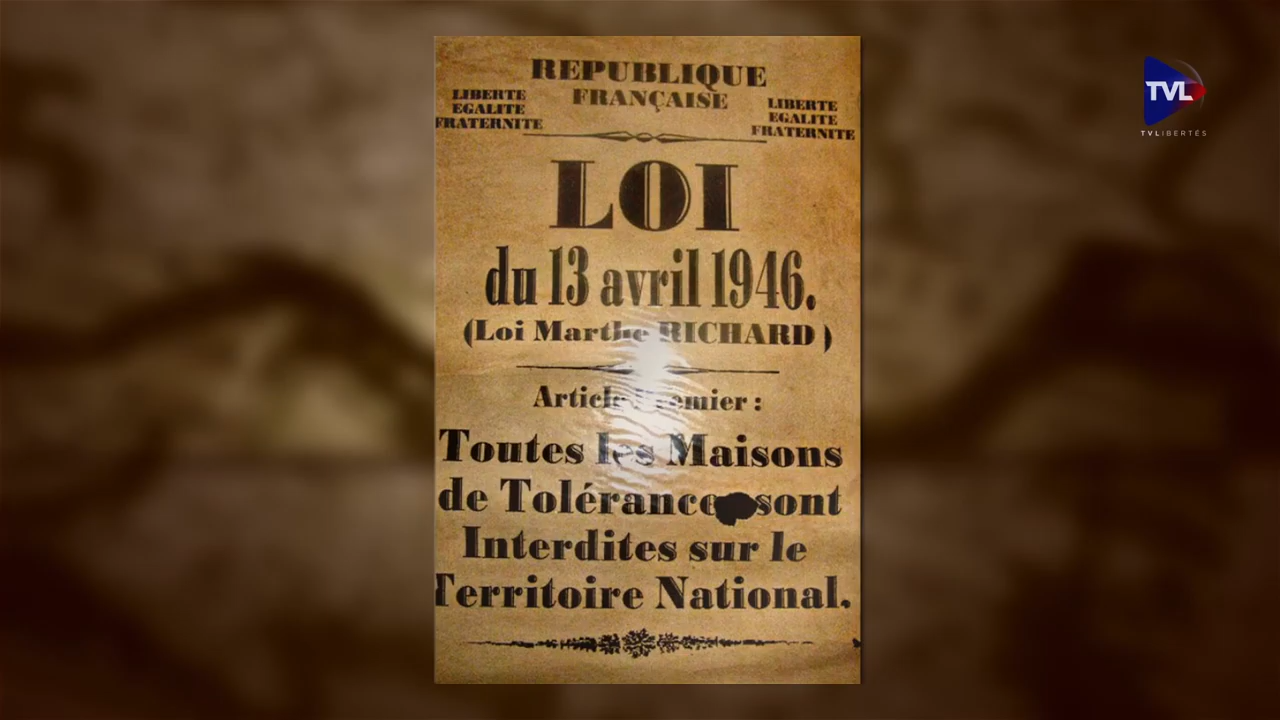 REPUBLIQUE
FRANÇAISE
LIBERTE
EGALITE
FRATERNITE
LIBERTE
EGALITE
FRATERNITE
LOI
du 13 avril 1946.
(Loi Marthe RICHARD)
Article Premier :
Toutes les Maisons
de Tolérance sont
Interdites sur le
Territoire National.
TVL
TVLIBERTÉS